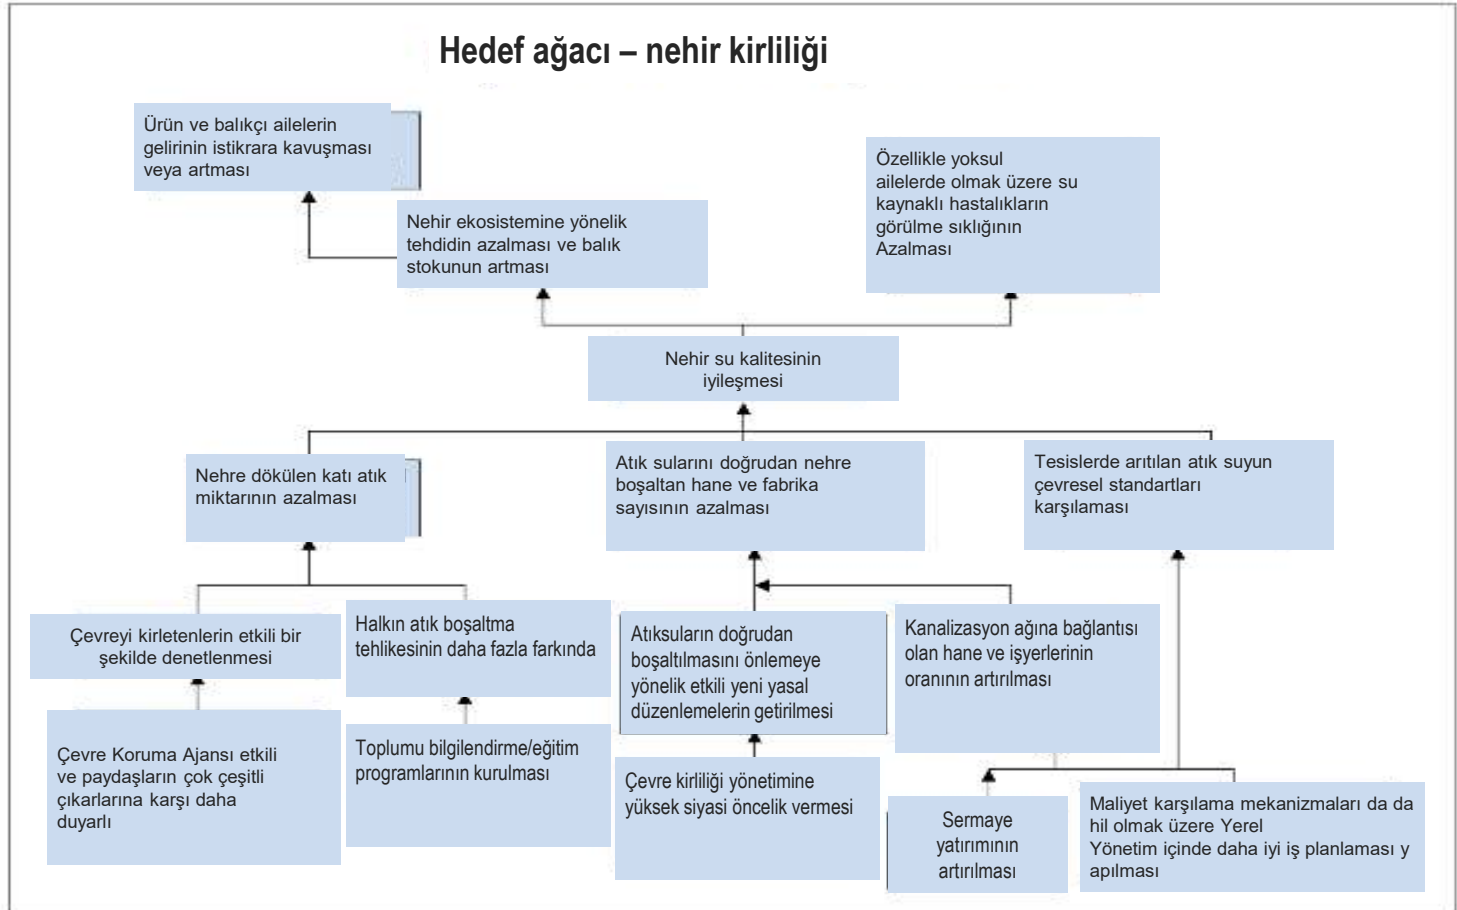 Hedef ağacı – nehir kirliliği
Ürün ve balıkçı ailelerin
gelirinin istikrara kavuşması
veya artması
Özellikle yoksul
ailelerde olmak üzere su
kaynaklı hastalıkların
görülme sıklığının
Azalması
Nehir ekosistemine yönelik
tehdidin azalması ve balık
stokunun artması
Nehir su kalitesinin
iyileşmesi
Nehre dökülen katı atık
miktarının azalması
Atık sularını doğrudan nehre
boşaltan hane ve fabrika
sayısının azalması
Tesislerde arıtılan atık suyun
çevresel standartları
karşılaması
Çevreyi kirletenlerin etkili bir
şekilde denetlenmesi
Halkın atık boşaltma
tehlikesinin daha fazla farkında
Atıksuların doğrudan
boşaltılmasını önlemeye
yönelik etkili yeni yasal
düzenlemelerin getirilmesi
Kanalizasyon ağına bağlantısı
olan hane ve işyerlerinin
oranının artırılması
Çevre Koruma Ajansı etkili
ve paydaşların çok çeşitli
çıkarlarına karşı daha
duyarlı
Toplumu bilgilendirme/eğitim
programlarının kurulması
Çevre kirliliği yönetimine
yüksek siyasi öncelik vermesi
Sermaye
yatırımının
artırılması
Maliyet karşılama mekanizmaları da da
hil olmak üzere Yerel
Yönetim içinde daha iyi iş planlaması y
apılması